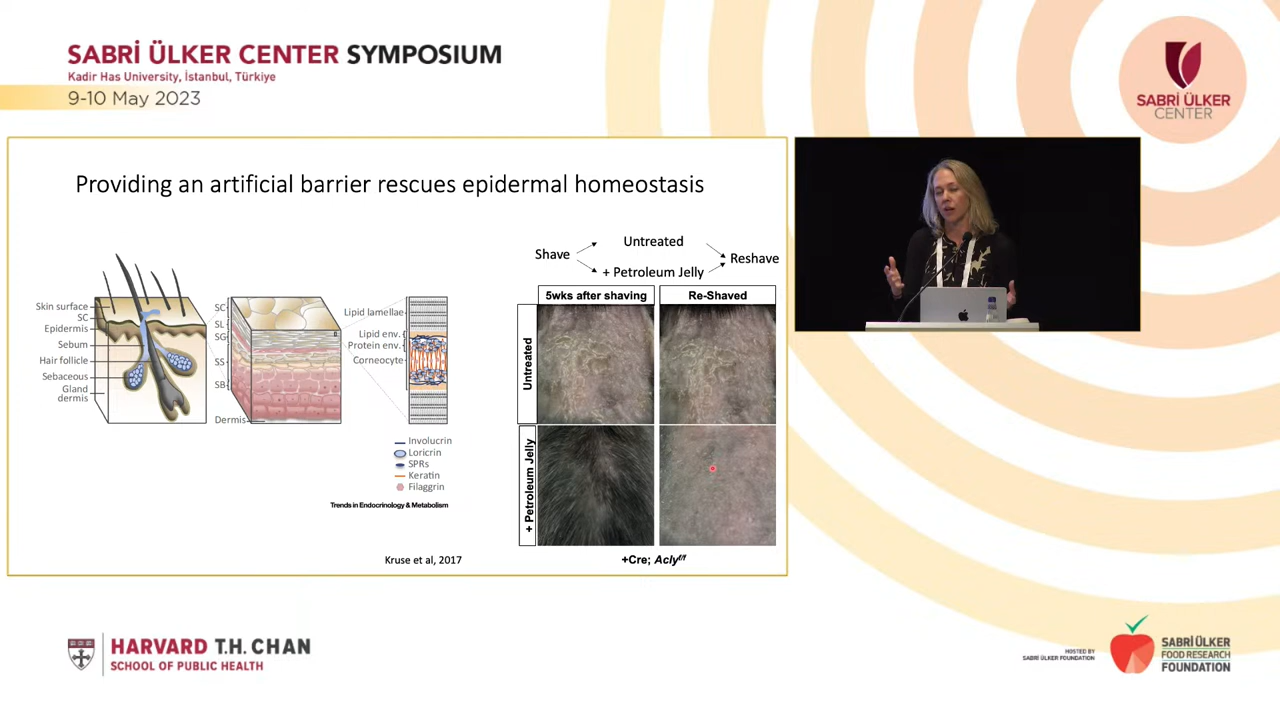 SABRİ ÜLKER CENTER SYMPOSIUM
Kadir Has University, İstanbul, Türkiye
9-10 May 2023
SABRİ ÜLKER
CENTER
Providing an artificial barrier rescues epidermal homeostasis
Skin surface
SC
Epidermis
Sebum
Hair follicle
Sebaceous
Gland
dermis
SC
SL
SG
SS
SB
Dermis
Lipid lamellae
Lipid env.
Protein env.
Corneocyte
Involucrin
Loricrin
SPRs
Keratin
Filaggrin
Trends in Endocrinology & Metabolism
Kruse et al, 2017
Shave
Untreated
+ Petroleum Jelly
Reshave
5wks after shaving
Re-Shaved
Untreated
+ Petroleum Jelly
+Cre; Acly^f/f
HARVARD T.H. CHAN
SCHOOL OF PUBLIC HEALTH
HOSTED BY
SABRİ ÜLKER FOUNDATION
SABRİ ÜLKER
FOOD RESEARCH
FOUNDATION